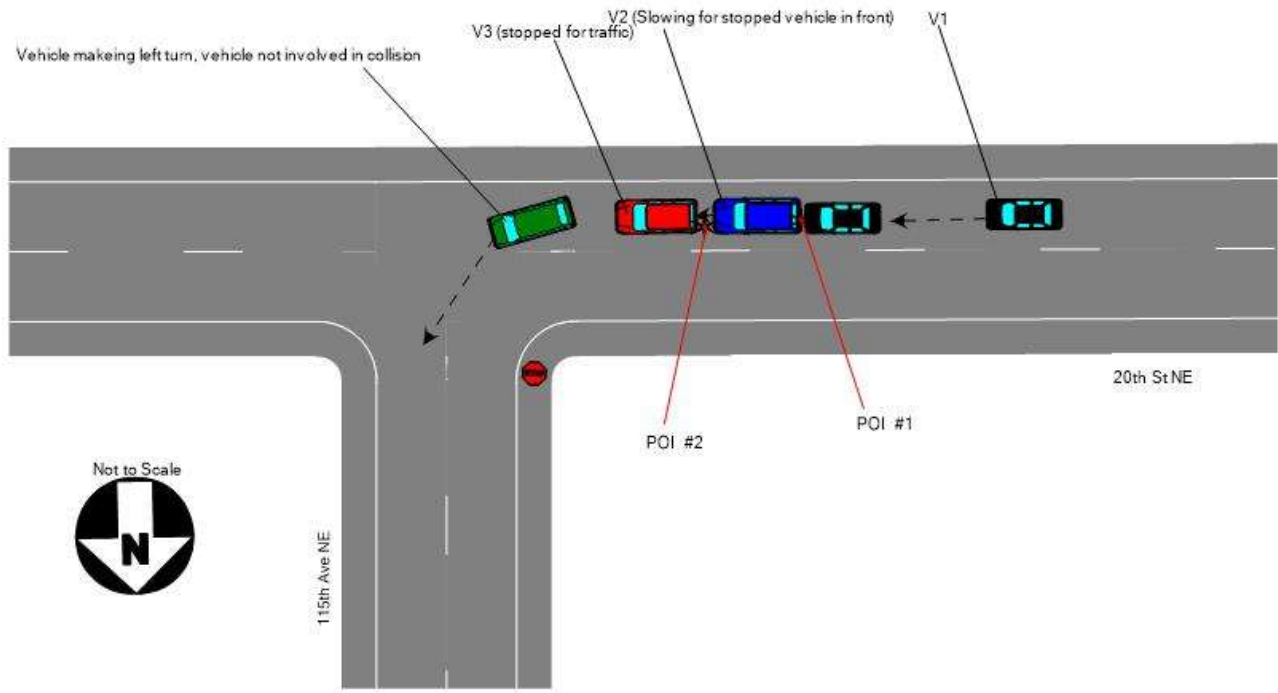 V2 (Slowing for stopped vehicle in front)
V1
V3 (stopped for traffic)
Vehicle makeing left turn, vehicle not involved in collision
20th St NE
POI #1
POI #2
Not to Scale
N
115th Ave NE